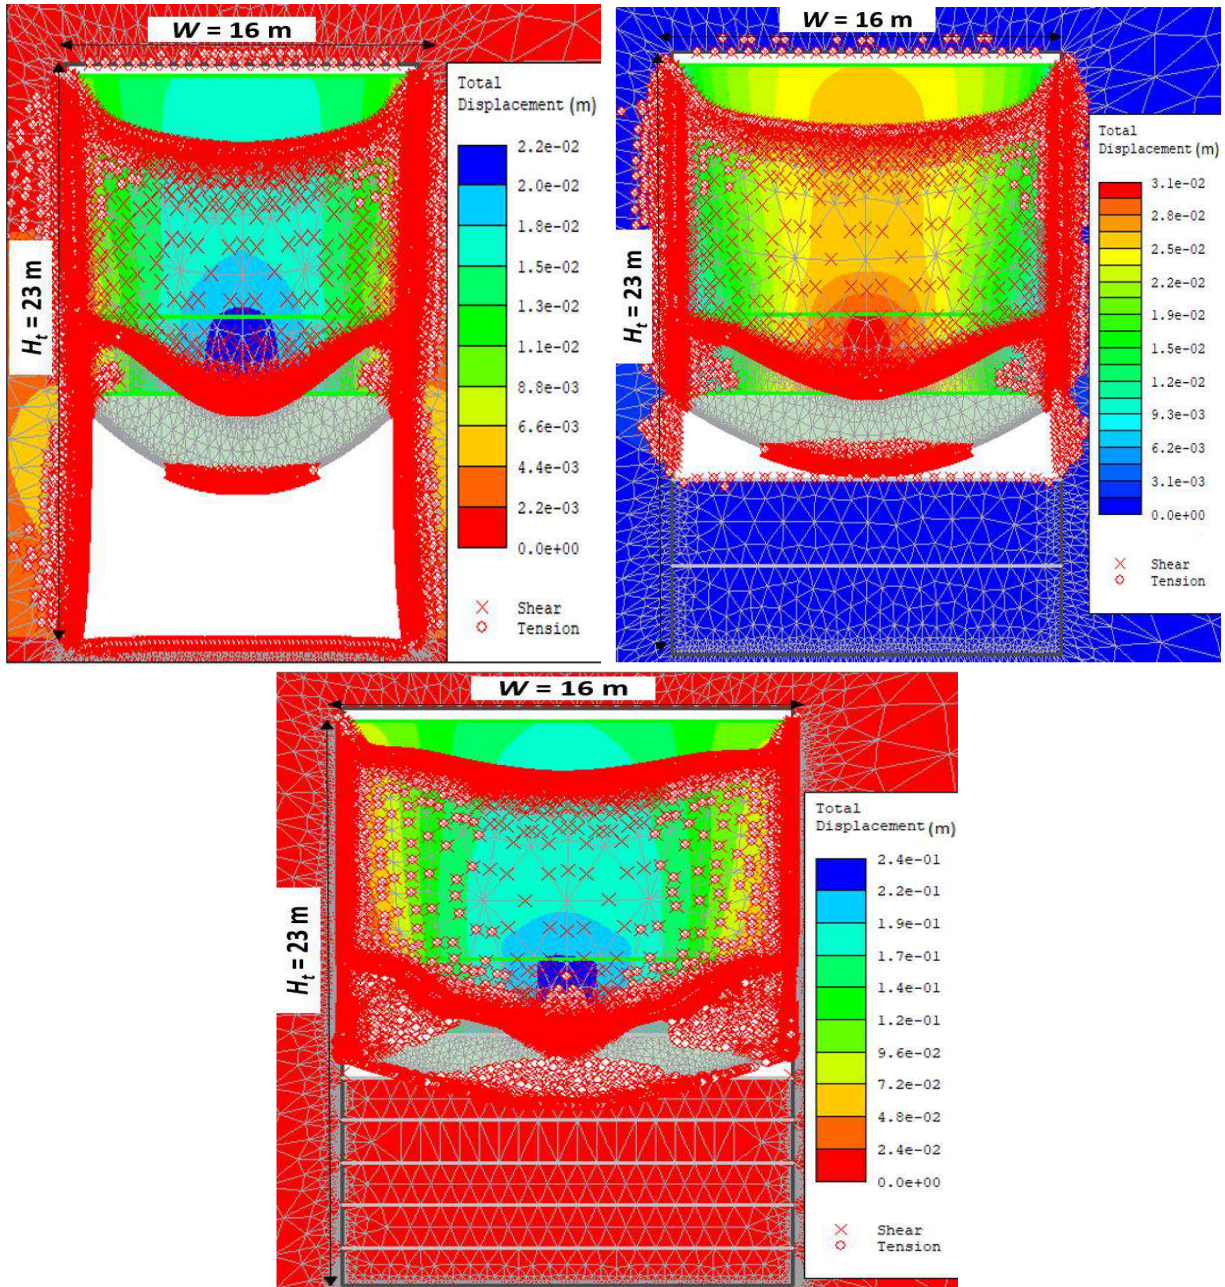 W = 16 m
Hₜ = 23 m
Total
Displacement (m)
2.2e-02
2.0e-02
1.8e-02
1.5e-02
1.3e-02
1.1e-02
8.8e-03
6.6e-03
4.4e-03
2.2e-03
0.0e+00
Shear
Tension
W = 16 m
Hₜ = 23 m
Total
Displacement (m)
3.1e-02
2.8e-02
2.5e-02
2.2e-02
1.9e-02
1.5e-02
1.2e-02
9.3e-03
6.2e-03
3.1e-03
0.0e+00
Shear
Tension
W = 16 m
Hₜ = 23 m
Total
Displacement (m)
2.4e-01
2.2e-01
1.9e-01
1.7e-01
1.4e-01
1.2e-01
9.6e-02
7.2e-02
4.8e-02
2.4e-02
0.0e+00
Shear
Tension